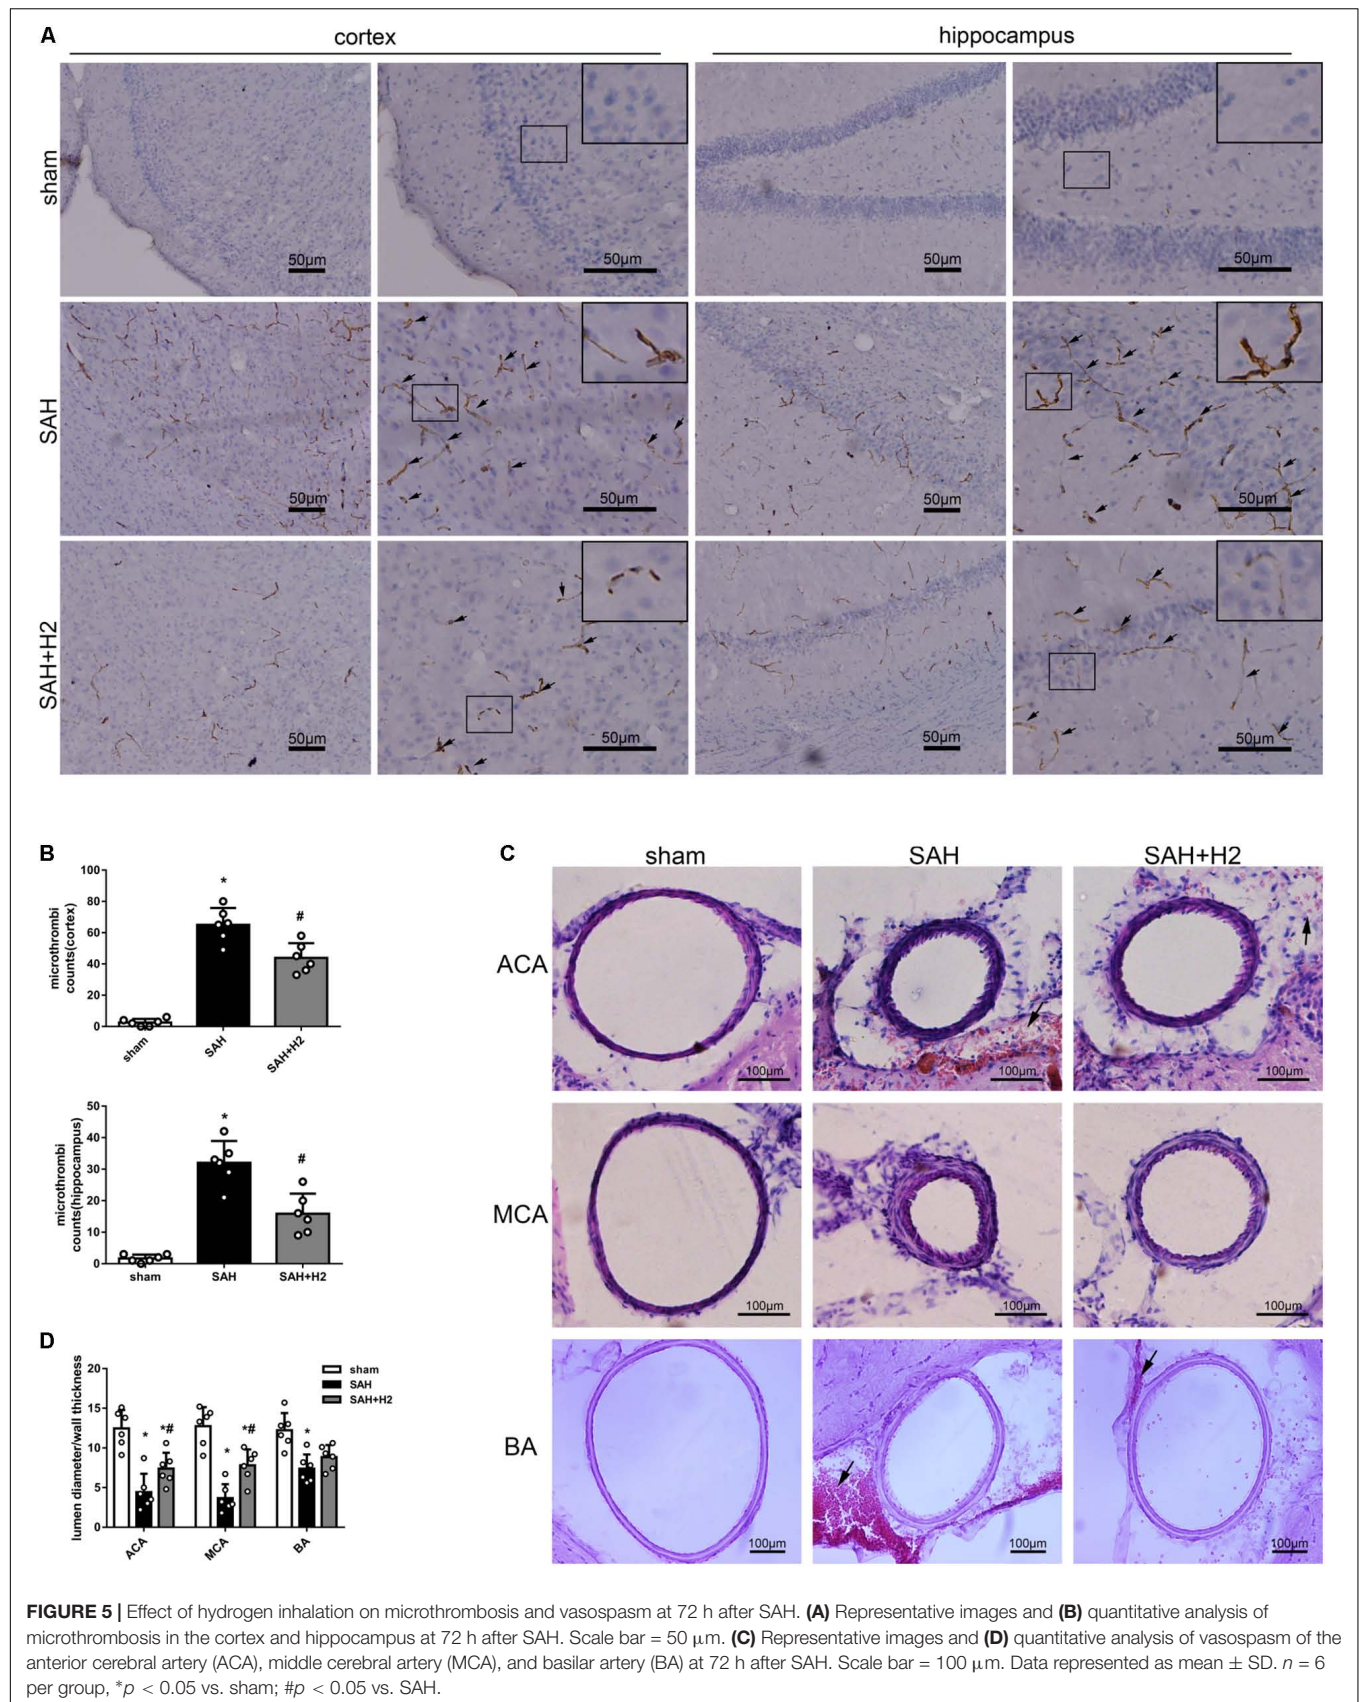 A
cortex
hippocampus
sham
50µm
50µm
50µm
50µm
SAH
50µm
50µm
50µm
50µm
SAH+H2
50µm
50µm
50µm
50µm
B
microthrombi
counts(cortex)
100
80
60
40
20
0
*
#
sham
SAH
SAH+H2
microthrombi
counts(hippocampus)
50
40
30
20
10
0
*
#
sham
SAH
SAH+H2
C
sham
SAH
SAH+H2
ACA
100µm
100µm
100µm
MCA
100µm
100µm
100µm
BA
100µm
100µm
100µm
D
lumen diameter/wall thickness
20
15
10
5
0
sham
SAH
SAH+H2
*
*#
*
*#
*
ACA
MCA
BA
FIGURE 5 | Effect of hydrogen inhalation on microthrombosis and vasospasm at 72 h after SAH. (A) Representative images and (B) quantitative analysis of
microthrombosis in the cortex and hippocampus at 72 h after SAH. Scale bar = 50 µm. (C) Representative images and (D) quantitative analysis of vasospasm of the
anterior cerebral artery (ACA), middle cerebral artery (MCA), and basilar artery (BA) at 72 h after SAH. Scale bar = 100 µm. Data represented as mean ± SD. n = 6
per group, *p < 0.05 vs. sham; #p < 0.05 vs. SAH.